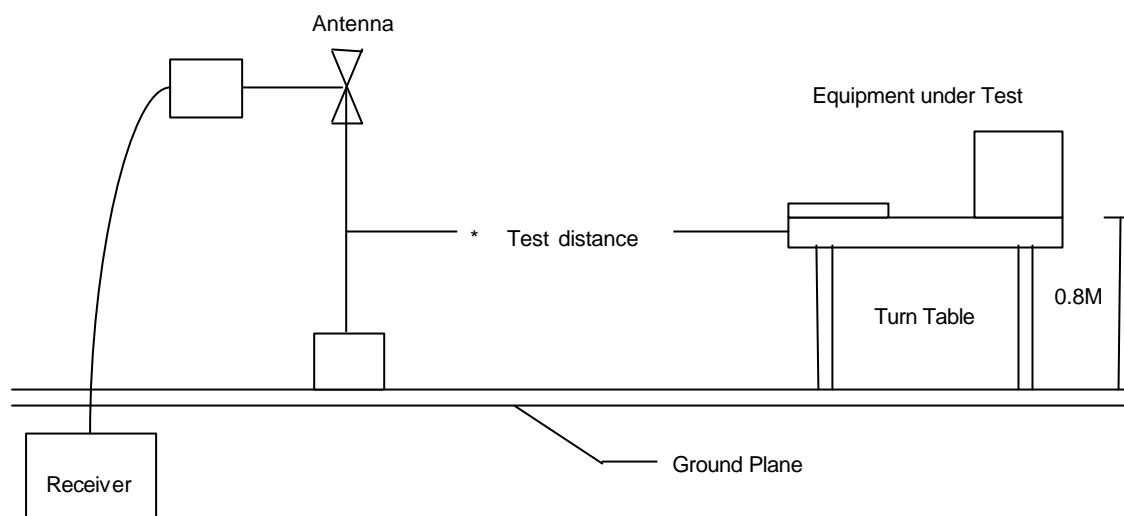 Antenna
Equipment under Test
* Test distance
0.8M
Turn Table
Ground Plane
Receiver